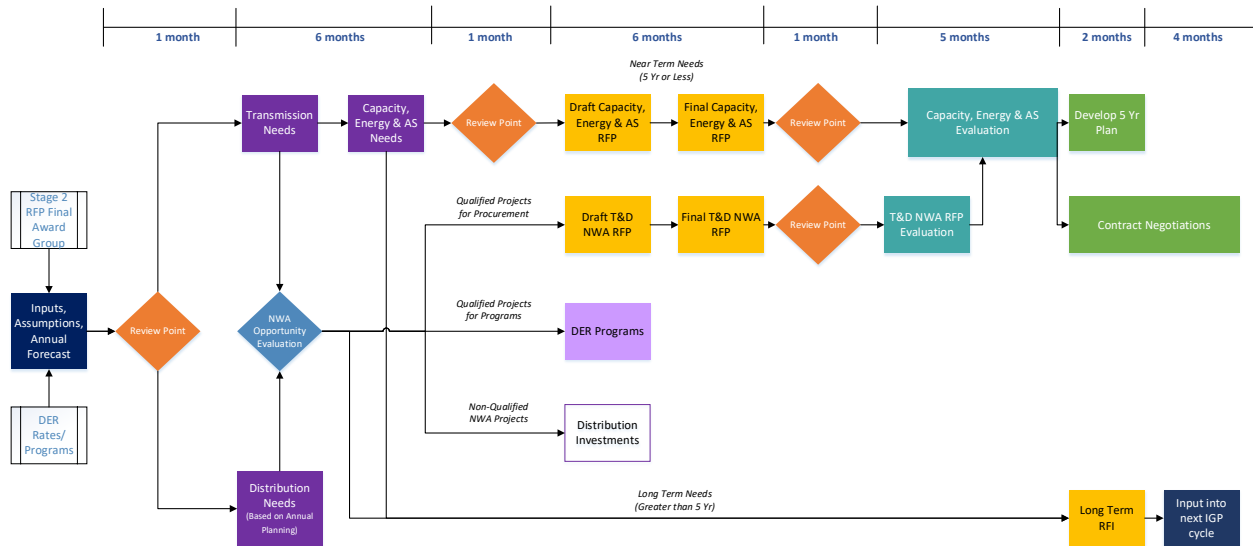 1 month
6 months
1 month
6 months
1 month
5 months
2 months
4 months
Near Term Needs
(5 Yr or Less)
Transmission
Needs
Capacity,
Energy & AS
Needs
Review Point
Draft Capacity,
Energy & AS
RFP
Final Capacity,
Energy & AS
RFP
Review Point
Capacity, Energy & AS
Evaluation
Develop 5 Yr
Plan
Stage 2
RFP Final
Award
Group
Qualified Projects
for Procurement
Draft T&D
NWA RFP
Final T&D NWA
RFP
Review Point
T&D NWA RFP
Evaluation
Contract Negotiations
Inputs,
Assumptions,
Annual
Forecast
Review Point
NWA
Opportunity
Evaluation
Qualified Projects
for Programs
DER Programs
DER
Rates/
Programs
Non-Qualified
NWA Projects
Distribution
Investments
Distribution
Needs
(Based on Annual
Planning)
Long Term Needs
(Greater than 5 Yr)
Long Term
RFI
Input into
next IGP
cycle